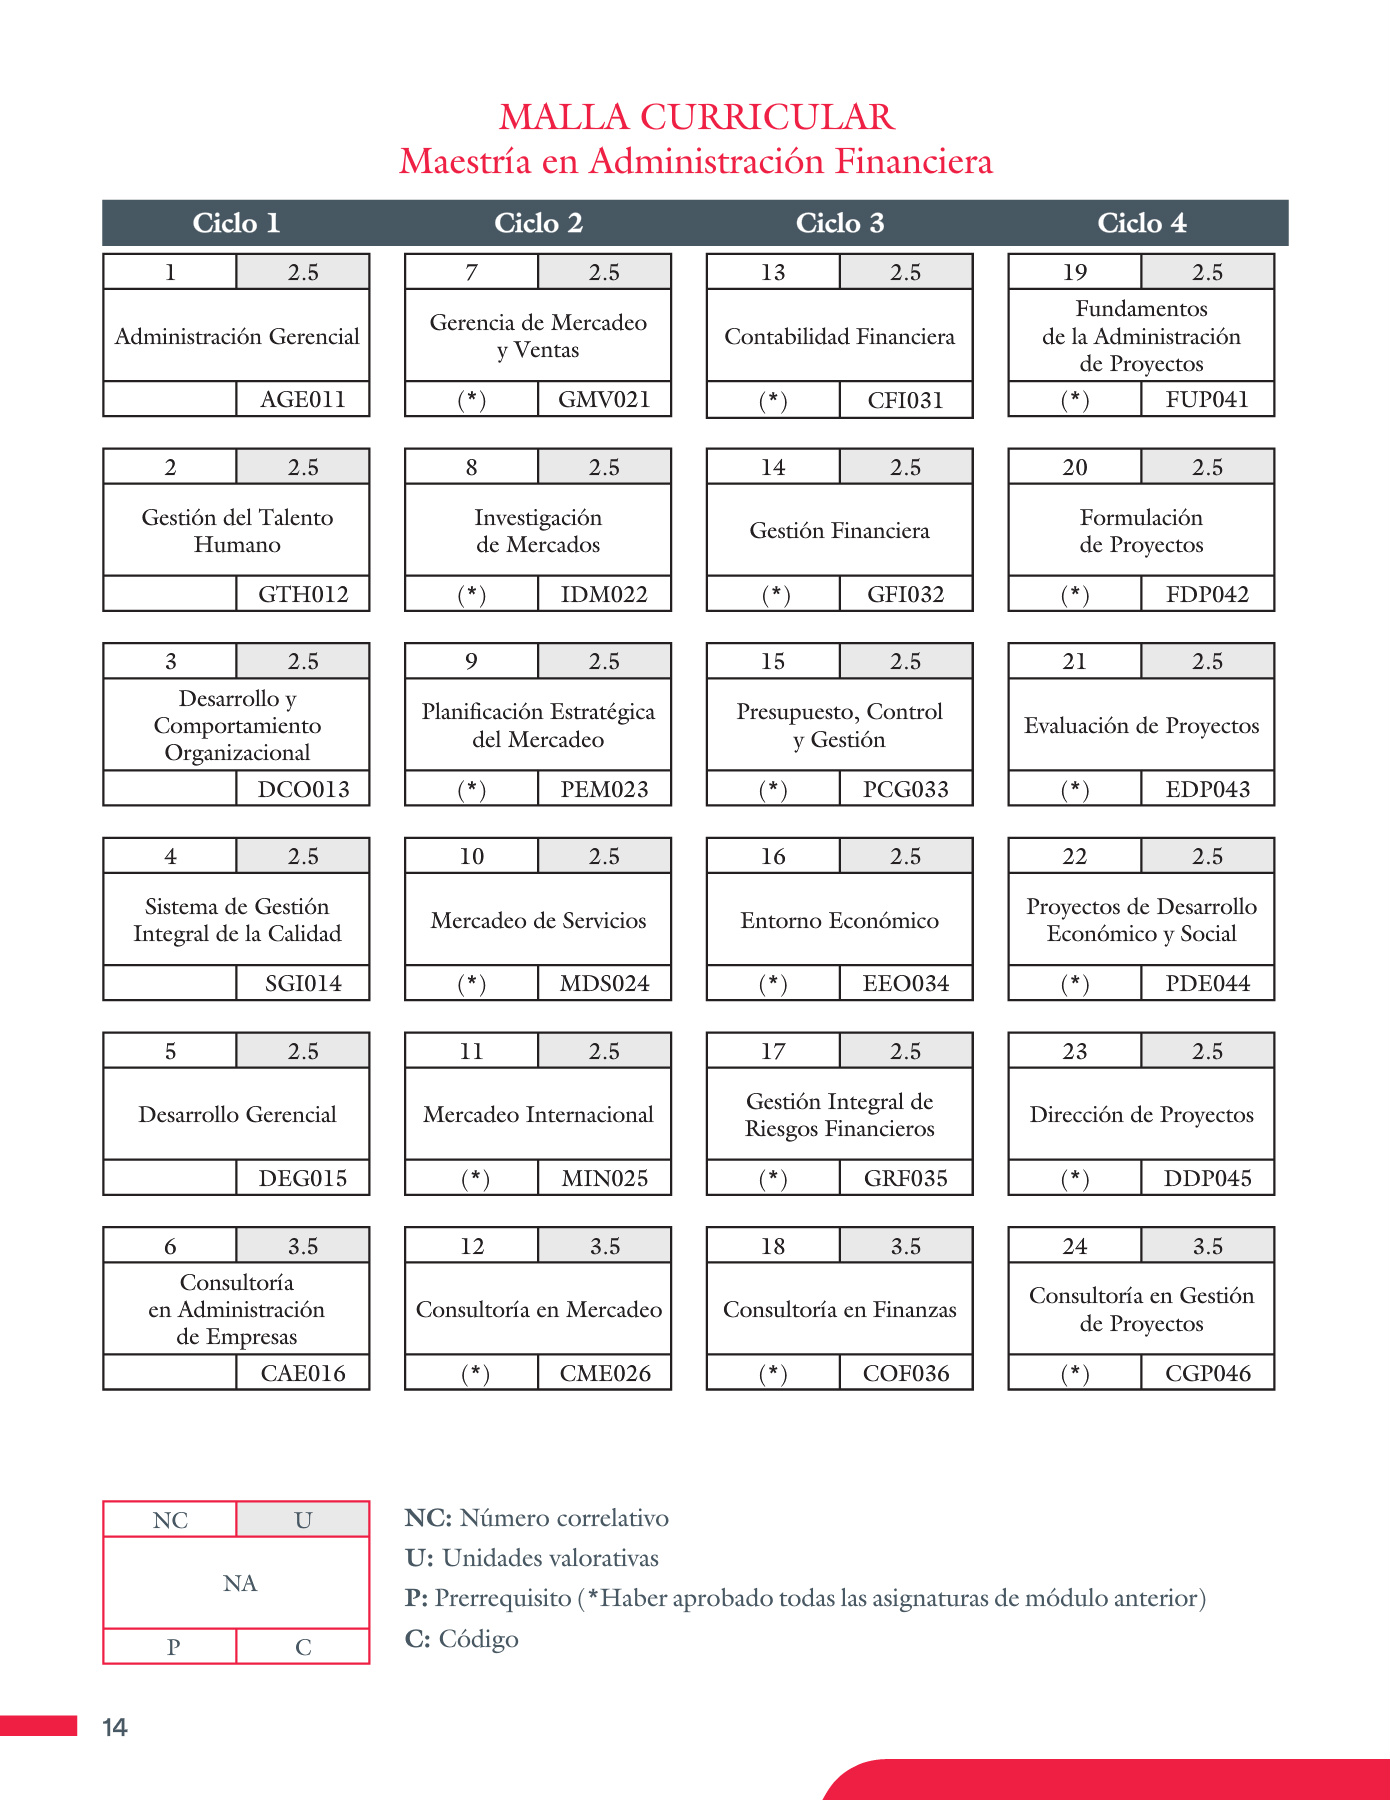 MALLA CURRICULAR
Maestría en Administración Financiera
Ciclo 1
Ciclo 2
Ciclo 3
Ciclo 4
1
2.5
Administración Gerencial
AGE011
7
2.5
Gerencia de Mercadeo
y Ventas
(*)
GMV021
13
2.5
Contabilidad Financiera
(*)
CFI031
19
2.5
Fundamentos
de la Administración
de Proyectos
(*)
FUP041
2
2.5
Gestión del Talento
Humano
GTH012
8
2.5
Investigación
de Mercados
(*)
IDM022
14
2.5
Gestión Financiera
(*)
GFI032
20
2.5
Formulación
de Proyectos
(*)
FDP042
3
2.5
Desarrollo y
Comportamiento
Organizacional
DCO013
9
2.5
Planificación Estratégica
del Mercadeo
(*)
PEM023
15
2.5
Presupuesto, Control
y Gestión
(*)
PCG033
21
2.5
Evaluación de Proyectos
(*)
EDP043
4
2.5
Sistema de Gestión
Integral de la Calidad
SGI014
10
2.5
Mercadeo de Servicios
(*)
MDS024
16
2.5
Entorno Económico
(*)
EEO034
22
2.5
Proyectos de Desarrollo
Económico y Social
(*)
PDE044
5
2.5
Desarrollo Gerencial
DEG015
11
2.5
Mercadeo Internacional
(*)
MIN025
17
2.5
Gestión Integral de
Riesgos Financieros
(*)
GRF035
23
2.5
Dirección de Proyectos
(*)
DDP045
6
3.5
Consultoría
en Administración
de Empresas
CAE016
12
3.5
Consultoría en Mercadeo
(*)
CME026
18
3.5
Consultoría en Finanzas
(*)
COF036
24
3.5
Consultoría en Gestión
de Proyectos
(*)
CGP046
NC
U
NA
P
C
NC: Número correlativo
U: Unidades valorativas
P: Prerrequisito (*Haber aprobado todas las asignaturas de módulo anterior)
C: Código
14